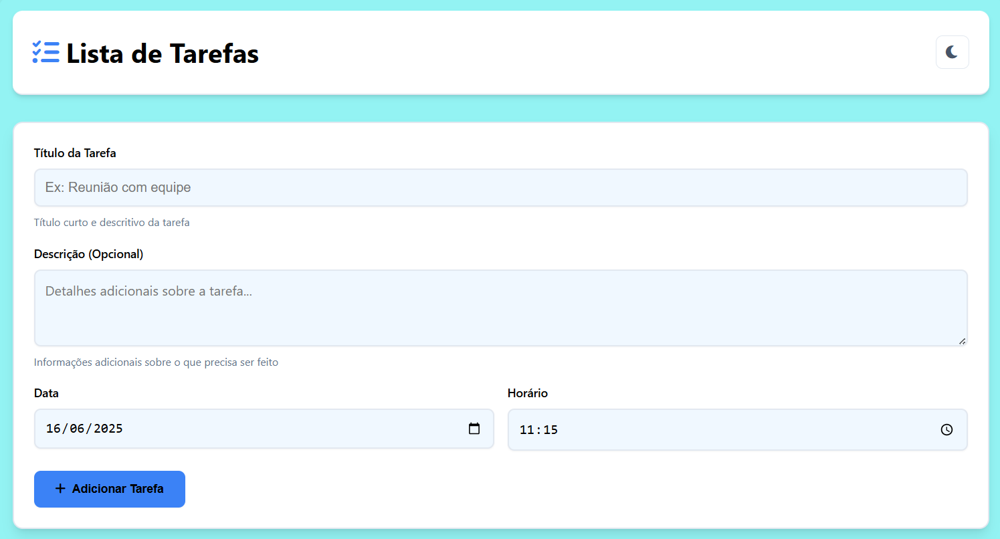 Lista de Tarefas
Título da Tarefa
Ex: Reunião com equipe
Título curto e descritivo da tarefa
Descrição (Opcional)
Detalhes adicionais sobre a tarefa...
Informações adicionais sobre o que precisa ser feito
Data
Horário
16/06/2025
11:15
+ Adicionar Tarefa